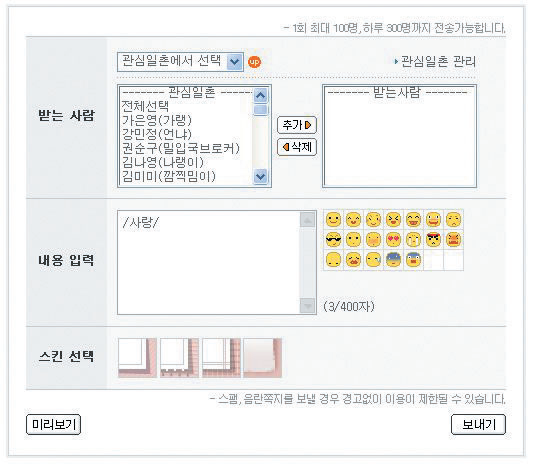 - 1회 최대 100명, 하루 300명까지 전송가능합니다.
관심일촌에서 선택
up
관심일촌 관리
받는 사람
------- 관심일촌 -------
전체선택
가은영(가랭)
강민정(언냐)
권순구(밀입국브로커)
김나영(나랭이)
김미미(깜찍밈이)
추가
삭제
------- 받는사람 -------
내용 입력
/사랑/
(3/400자)
스킨 선택
- 스팸, 음란쪽지를 보낼 경우 경고없이 이용이 제한될 수 있습니다.
미리보기
보내기